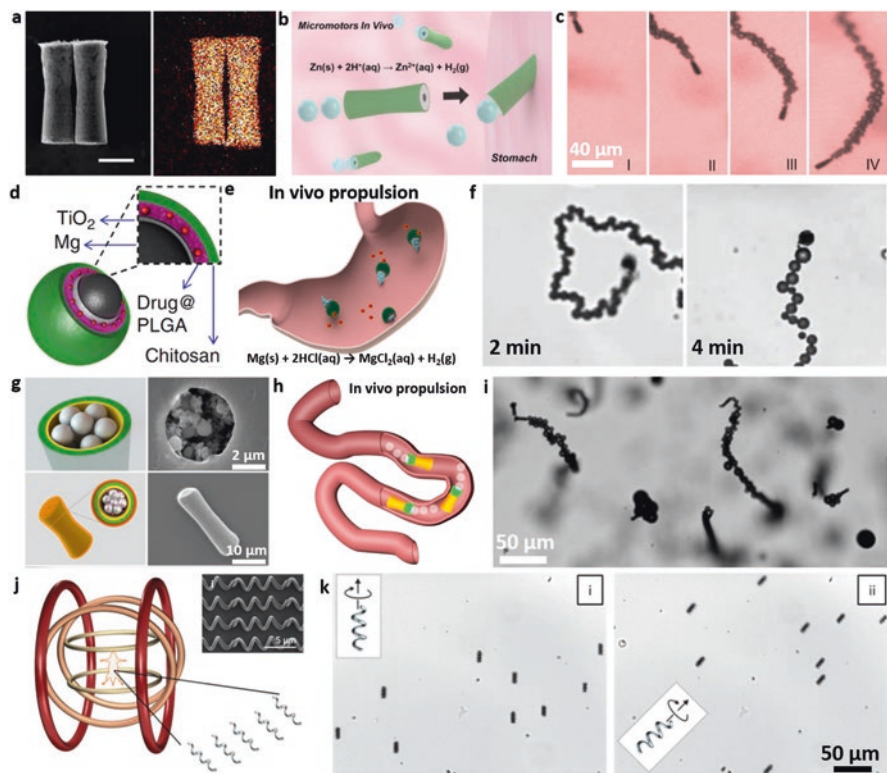 a
b
Micromotors In Vivo
Zn(s) + 2H⁺(aq) → Zn²⁺(aq) + H₂(g)
Stomach
c
40 µm
I
II
III
IV
d
TiO₂
Mg
Drug@
PLGA
Chitosan
e
In vivo propulsion
Mg(s) + 2HCl(aq) → MgCl₂(aq) + H₂(g)
f
2 min
4 min
g
2 µm
10 µm
h
In vivo propulsion
i
50 µm
j
5 µm
k
i
ii
50 µm